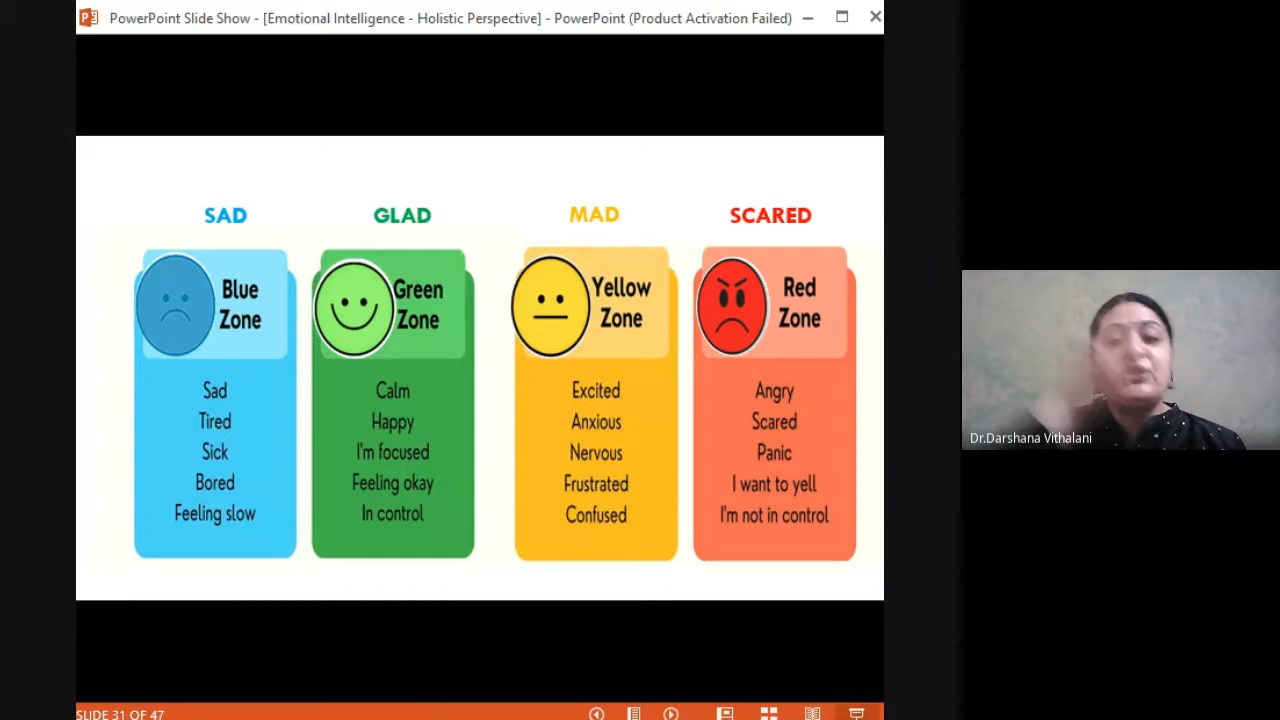 PowerPoint Slide Show - [Emotional Intelligence - Holistic Perspective] - PowerPoint (Product Activation Failed)
SAD
GLAD
MAD
SCARED
Blue
Zone
Sad
Tired
Sick
Bored
Feeling slow
Green
Zone
Calm
Happy
I'm focused
Feeling okay
In control
Yellow
Zone
Excited
Anxious
Nervous
Frustrated
Confused
Red
Zone
Angry
Scared
Panic
I want to yell
I'm not in control
Dr.Darshana Vithalani
SLIDE 31 OF 47